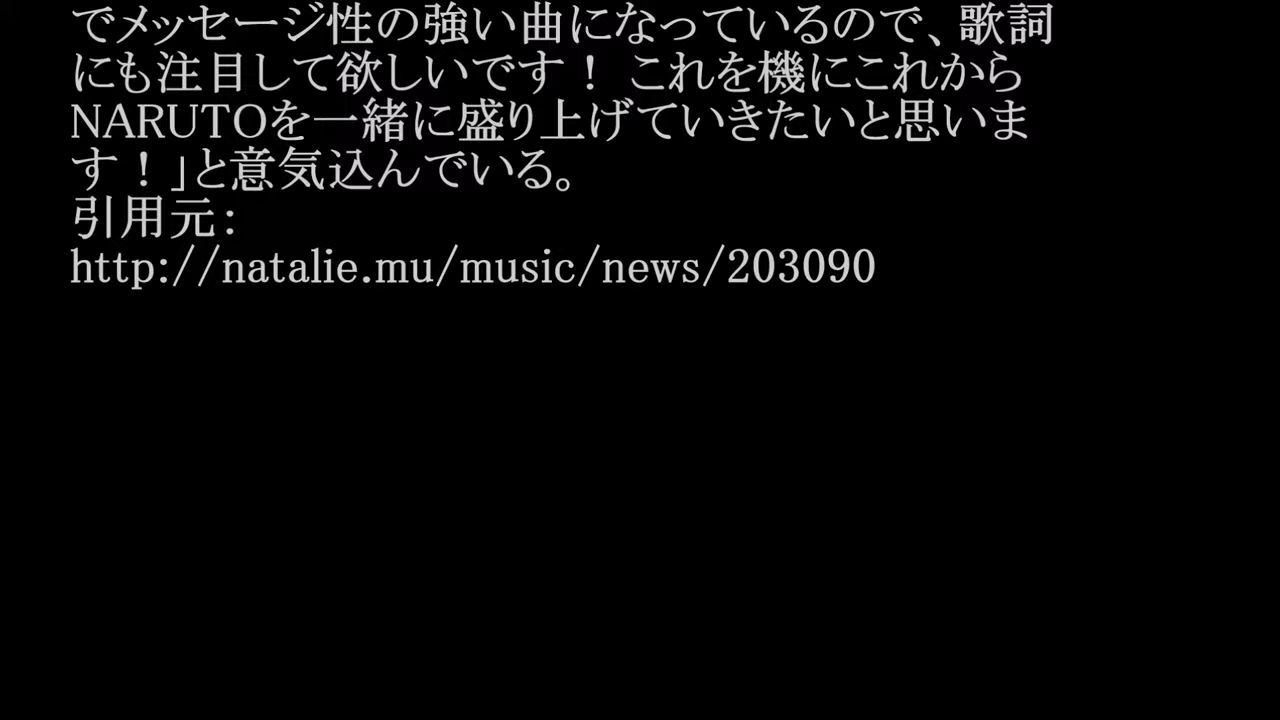 でメッセージ性の強い曲になっているので、歌詞
にも注目して欲しいです！ これを機にこれから
NARUTOを一緒に盛り上げていきたいと思いま
す！」と意気込んでいる。
引用元：
http://natalie.mu/music/news/203090